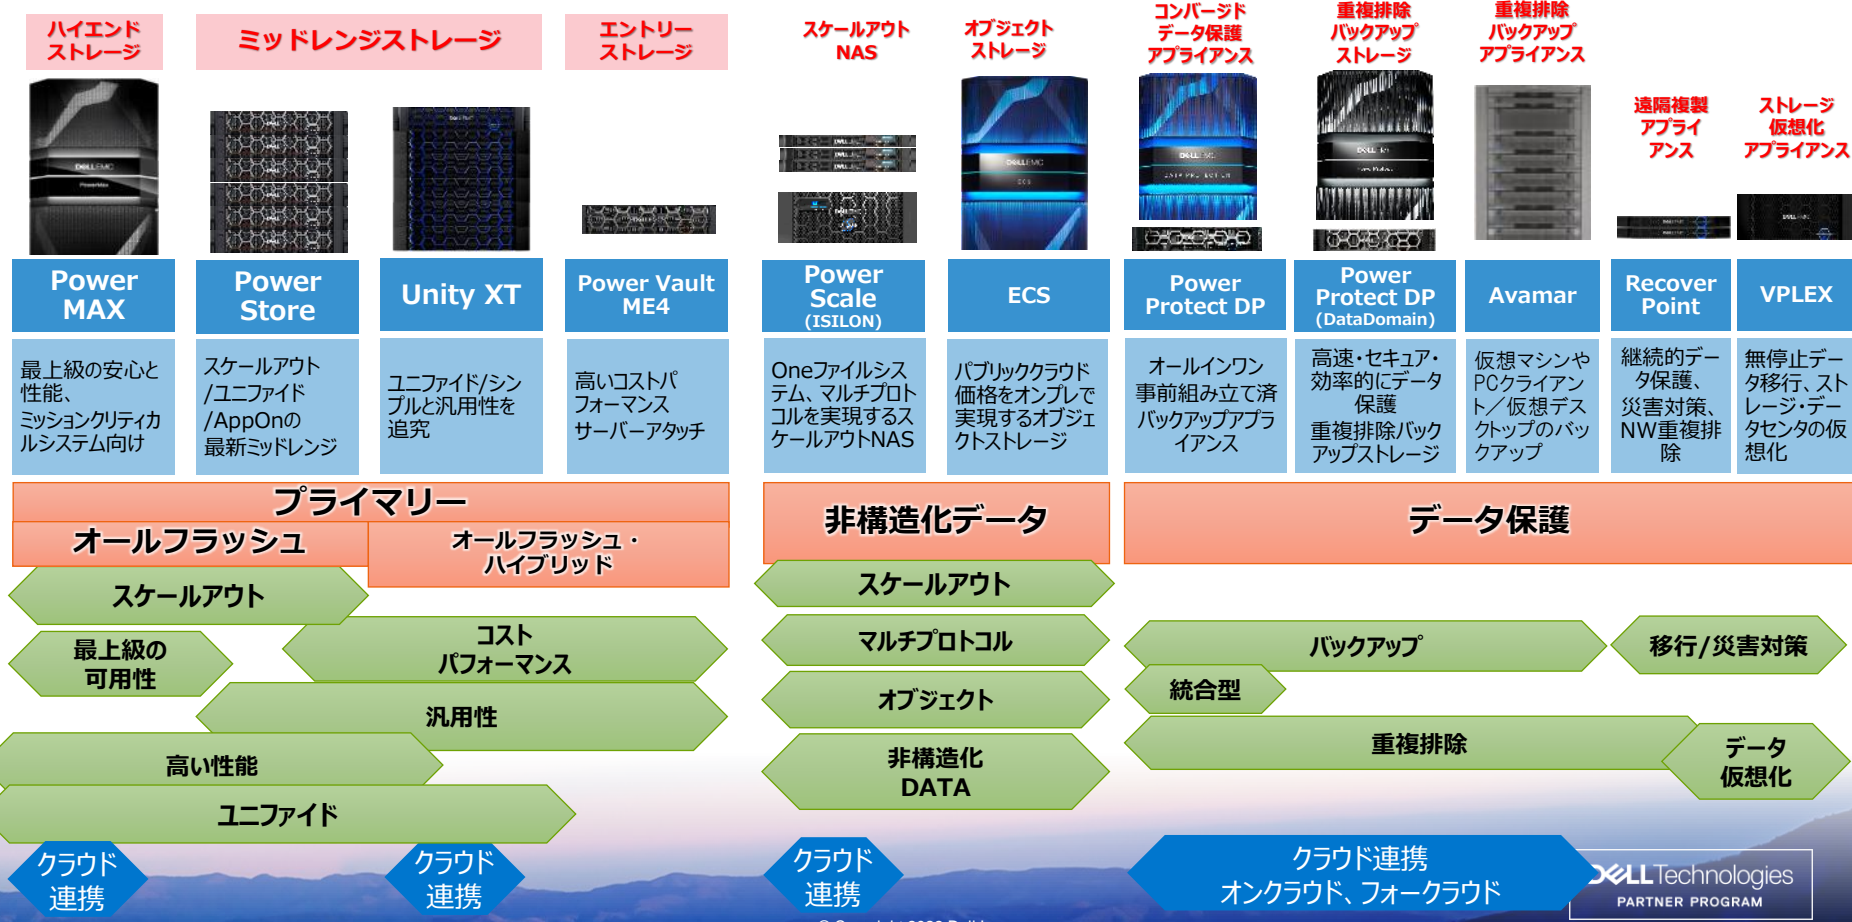 ハイエンド
ストレージ
ミッドレンジストレージ
エントリー
ストレージ
スケールアウト
NAS
オブジェクト
ストレージ
コンバージド
データ保護
アプライアンス
重複排除
バックアップ
ストレージ
重複排除
バックアップ
アプライアンス
遠隔複製
アプライ
アンス
ストレージ
仮想化
アプライアンス
DELLEMC
PowerMax
DELLEMC
ECS
DELLEMC
DATA PROTECTION
Power
MAX
Power
Store
Unity XT
Power Vault
ME4
Power
Scale
(ISILON)
ECS
Power
Protect DP
Power
Protect DP
(DataDomain)
Avamar
Recover
Point
VPLEX
最上級の安心と
性能、
ミッションクリティカ
ルシステム向け
スケールアウト
/ユニファイド
/AppOnの
最新ミッドレンジ
ユニファイド/シン
プルと汎用性を
追究
高いコストパ
フォーマンス
サーバーアタッチ
Oneファイルシス
テム、マルチプロト
コルを実現するス
ケールアウトNAS
パブリッククラウド
価格をオンプレで
実現するオブジェ
クトストレージ
オールインワン
事前組み立て済
バックアップアプラ
イアンス
高速・セキュア・
効率的にデータ
保護
重複排除バック
アップストレージ
仮想マシンや
PCクライアン
ト／仮想デス
クトップのバッ
クアップ
継続的デー
タ保護、
災害対策、
NW重複排
除
無停止デー
タ移行、スト
レージ・デー
タセンタの仮
想化
プライマリー
オールフラッシュ
オールフラッシュ・
ハイブリッド
非構造化データ
データ保護
スケールアウト
最上級の
可用性
コスト
パフォーマンス
汎用性
高い性能
ユニファイド
スケールアウト
マルチプロトコル
オブジェクト
非構造化
DATA
バックアップ
移行/災害対策
統合型
重複排除
データ
仮想化
クラウド
連携
クラウド
連携
クラウド
連携
クラウド連携
オンクラウド、フォークラウド
DELLTechnologies
PARTNER PROGRAM